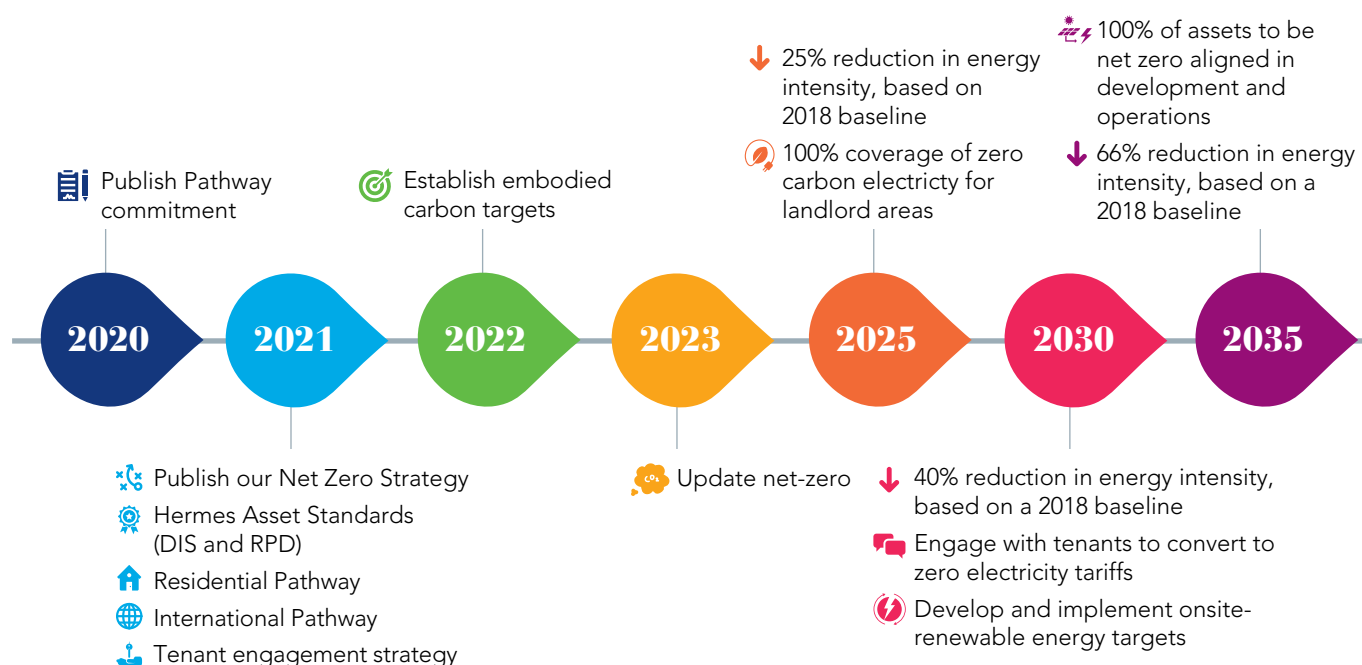 Publish Pathway
commitment
Establish embodied
carbon targets
25% reduction in energy
intensity, based on
2018 baseline
100% coverage of zero
carbon electricty for
landlord areas
100% of assets to be
net zero aligned in
development and
operations
66% reduction in energy
intensity, based on a
2018 baseline
2020
2021
2022
2023
2025
2030
2035
Publish our Net Zero Strategy
Hermes Asset Standards
(DIS and RPD)
Residential Pathway
International Pathway
Tenant engagement strategy
CO₂
Update net-zero
40% reduction in energy intensity,
based on a 2018 baseline
Engage with tenants to convert to
zero electricity tariffs
Develop and implement onsite-
renewable energy targets